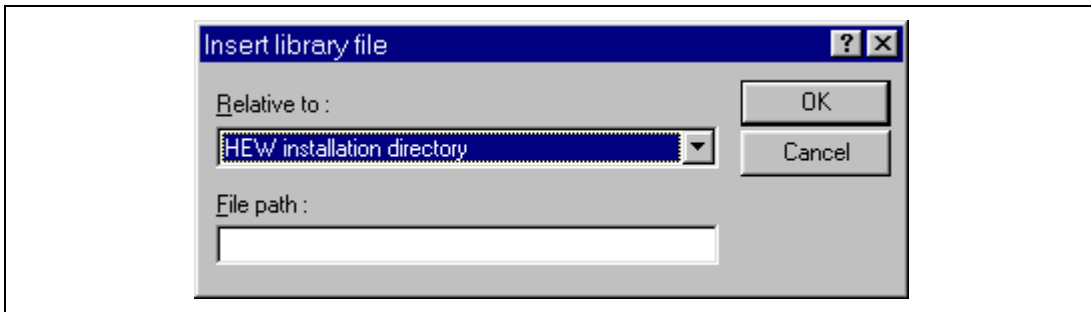 Insert library file
Relative to :
HEW installation directory
File path :
OK
Cancel